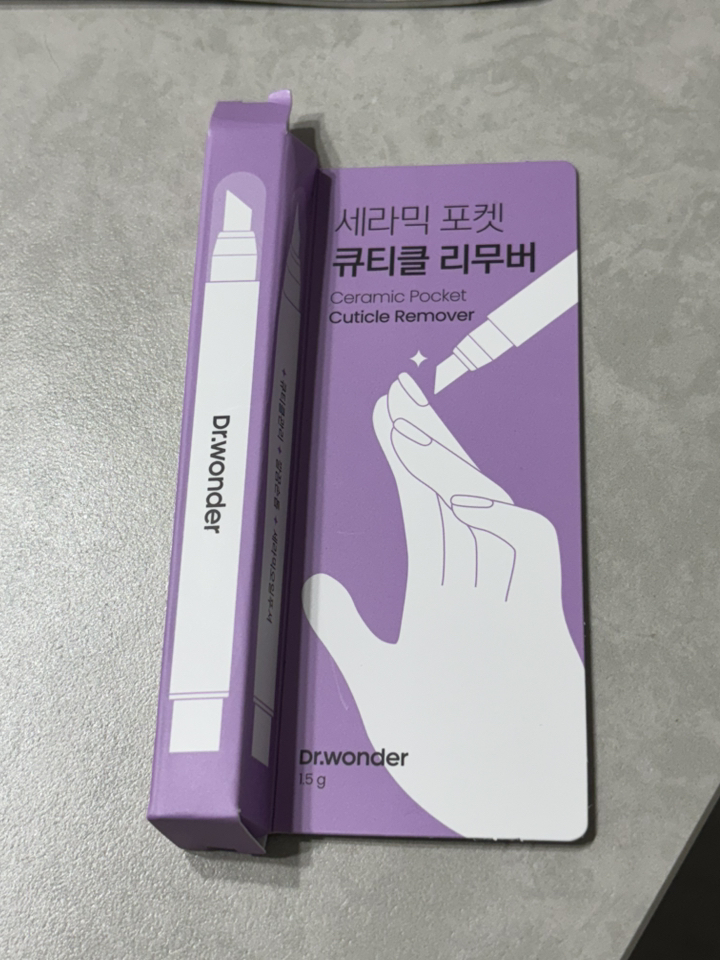 Dr.wonder
세라믹 포켓
큐티클 리무버
Ceramic Pocket
Cuticle Remover
Dr.wonder
1.5 g